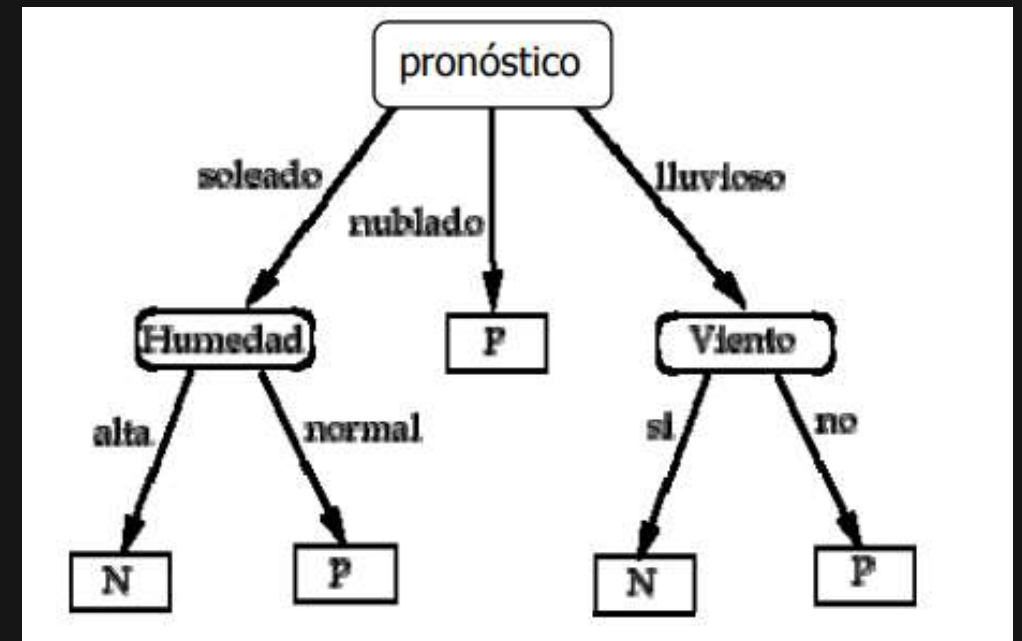 pronóstico
soleado
lluvioso
nublado
Humedad
P
Viento
alta
normal
si
no
N
P
N
P